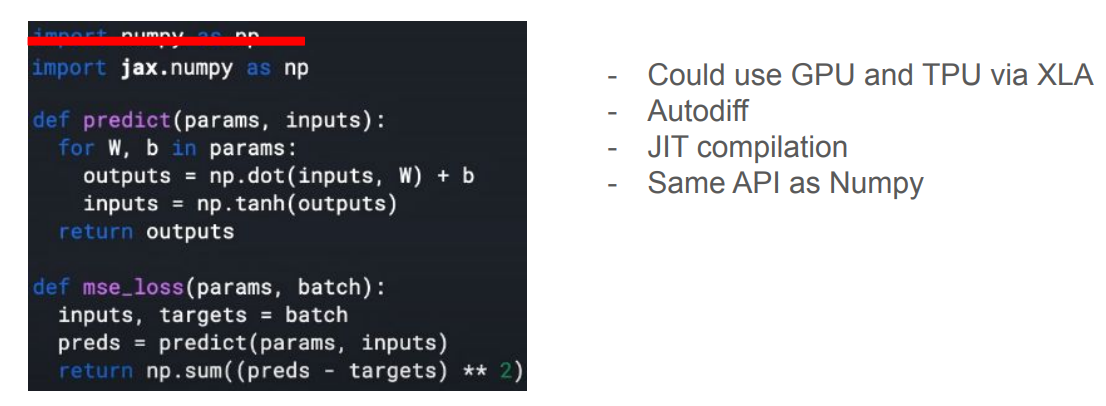 import numpy as np
import jax.numpy as np
def predict(params, inputs):
  for W, b in params:
    outputs = np.dot(inputs, W) + b
    inputs = np.tanh(outputs)
  return outputs
def mse_loss(params, batch):
  inputs, targets = batch
  preds = predict(params, inputs)
  return np.sum((preds - targets) ** 2)
- Could use GPU and TPU via XLA
- Autodiff
- JIT compilation
- Same API as Numpy